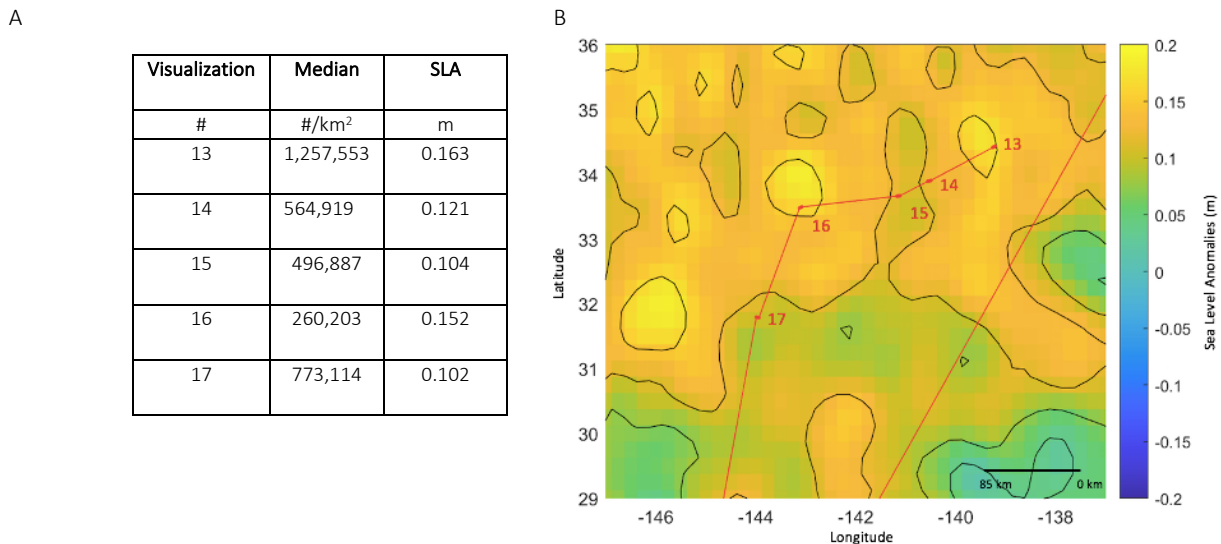 A
B
Visualization Median SLA
# #/km² m
13 1,257,553 0.163
14 564,919 0.121
15 496,887 0.104
16 260,203 0.152
17 773,114 0.102
36
35
34
33
32
31
30
29
Latitude
-146 -144 -142 -140 -138
Longitude
13
14
15
16
17
85 km 0 km
0.2
0.15
0.1
0.05
0
-0.05
-0.1
-0.15
-0.2
Sea Level Anomalies (m)